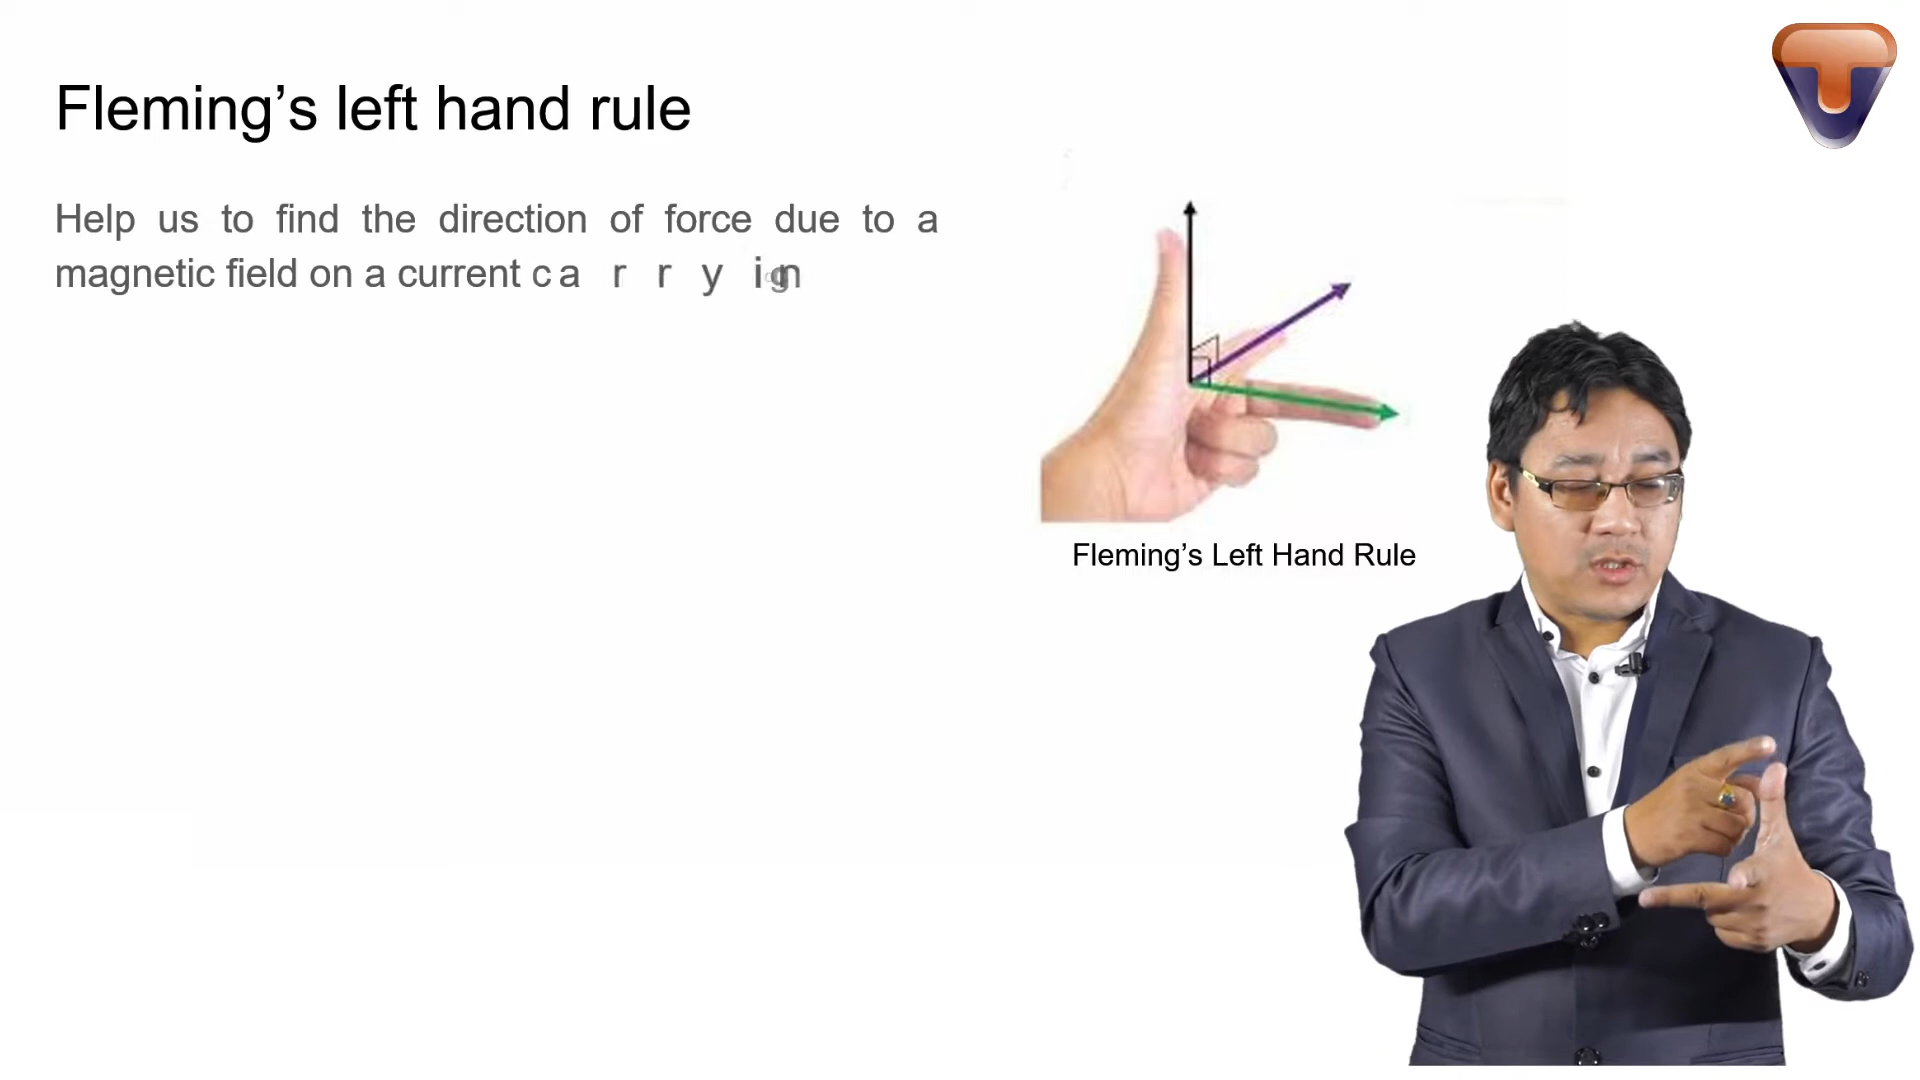 Fleming’s left hand rule
Help us to find the direction of force due to a
magnetic field on a current carrying
Fleming’s Left Hand Rule